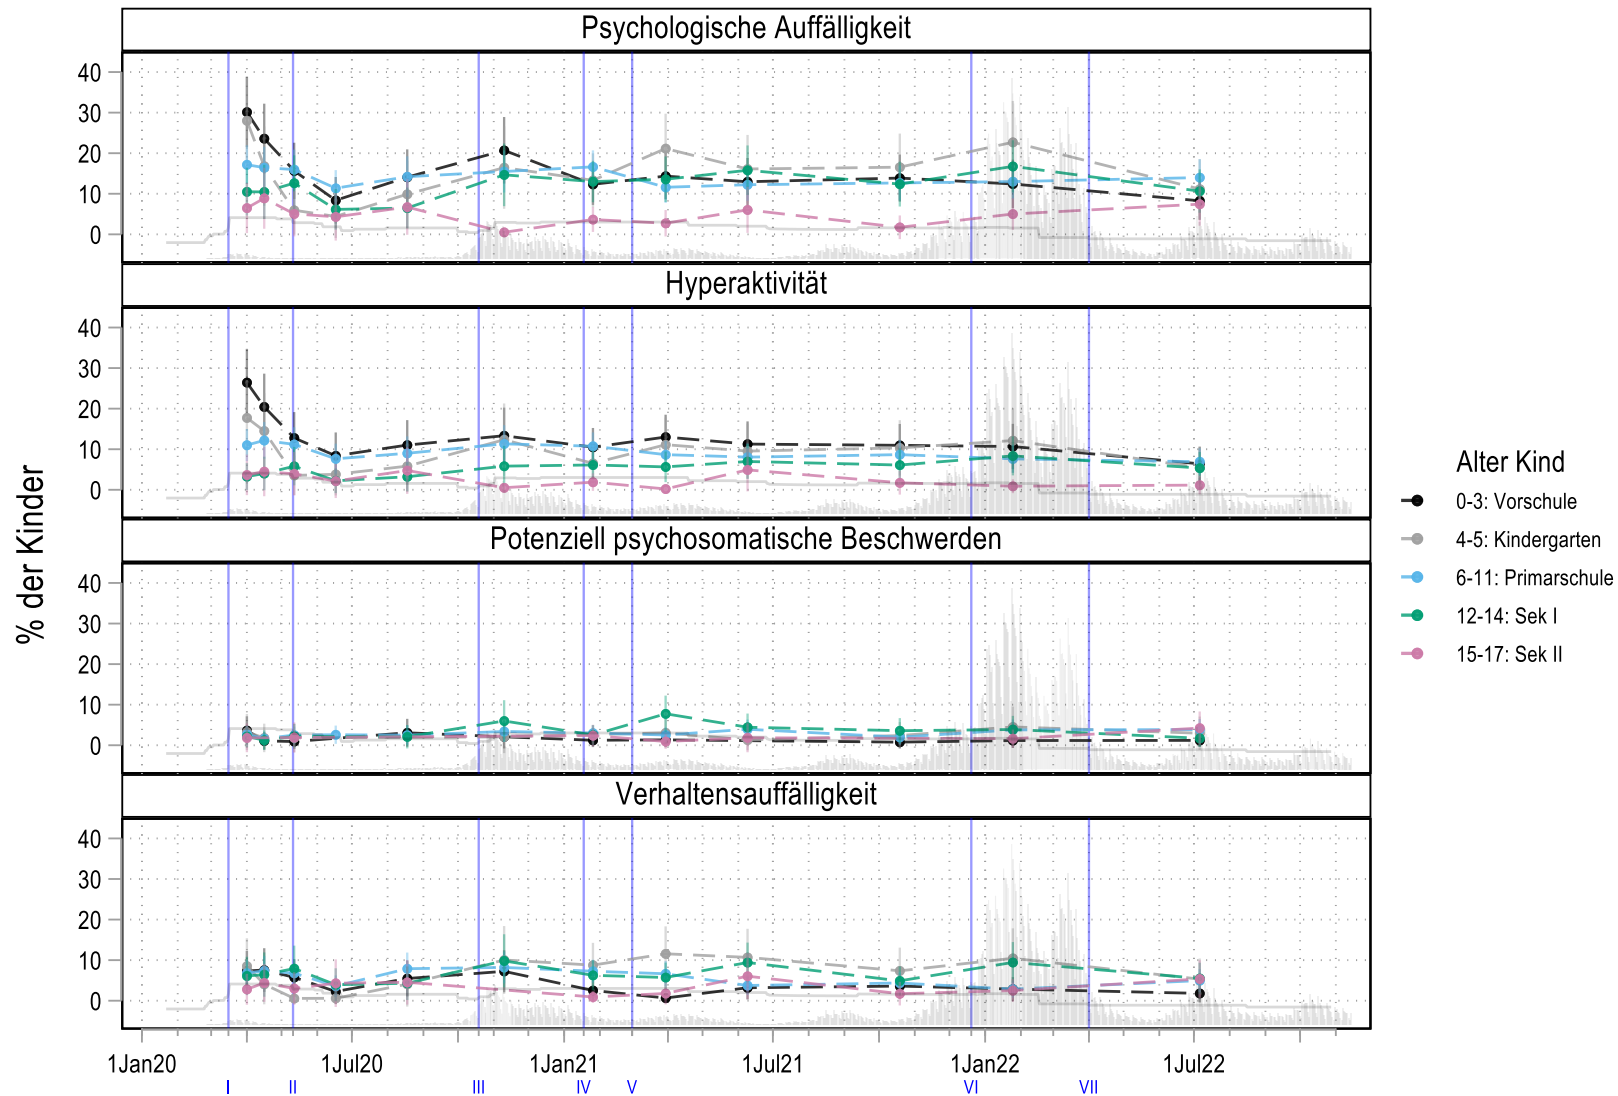 Psychologische Auffälligkeit
40
30
20
10
0
Hyperaktivität
40
30
20
10
0
Potenziell psychosomatische Beschwerden
40
30
20
10
0
Verhaltensauffälligkeit
40
30
20
10
0
% der Kinder
1Jan20 1Jul20 1Jan21 1Jul21 1Jan22 1Jul22
I II III IV V VI VII
Alter Kind
0-3: Vorschule
4-5: Kindergarten
6-11: Primarschule
12-14: Sek I
15-17: Sek II